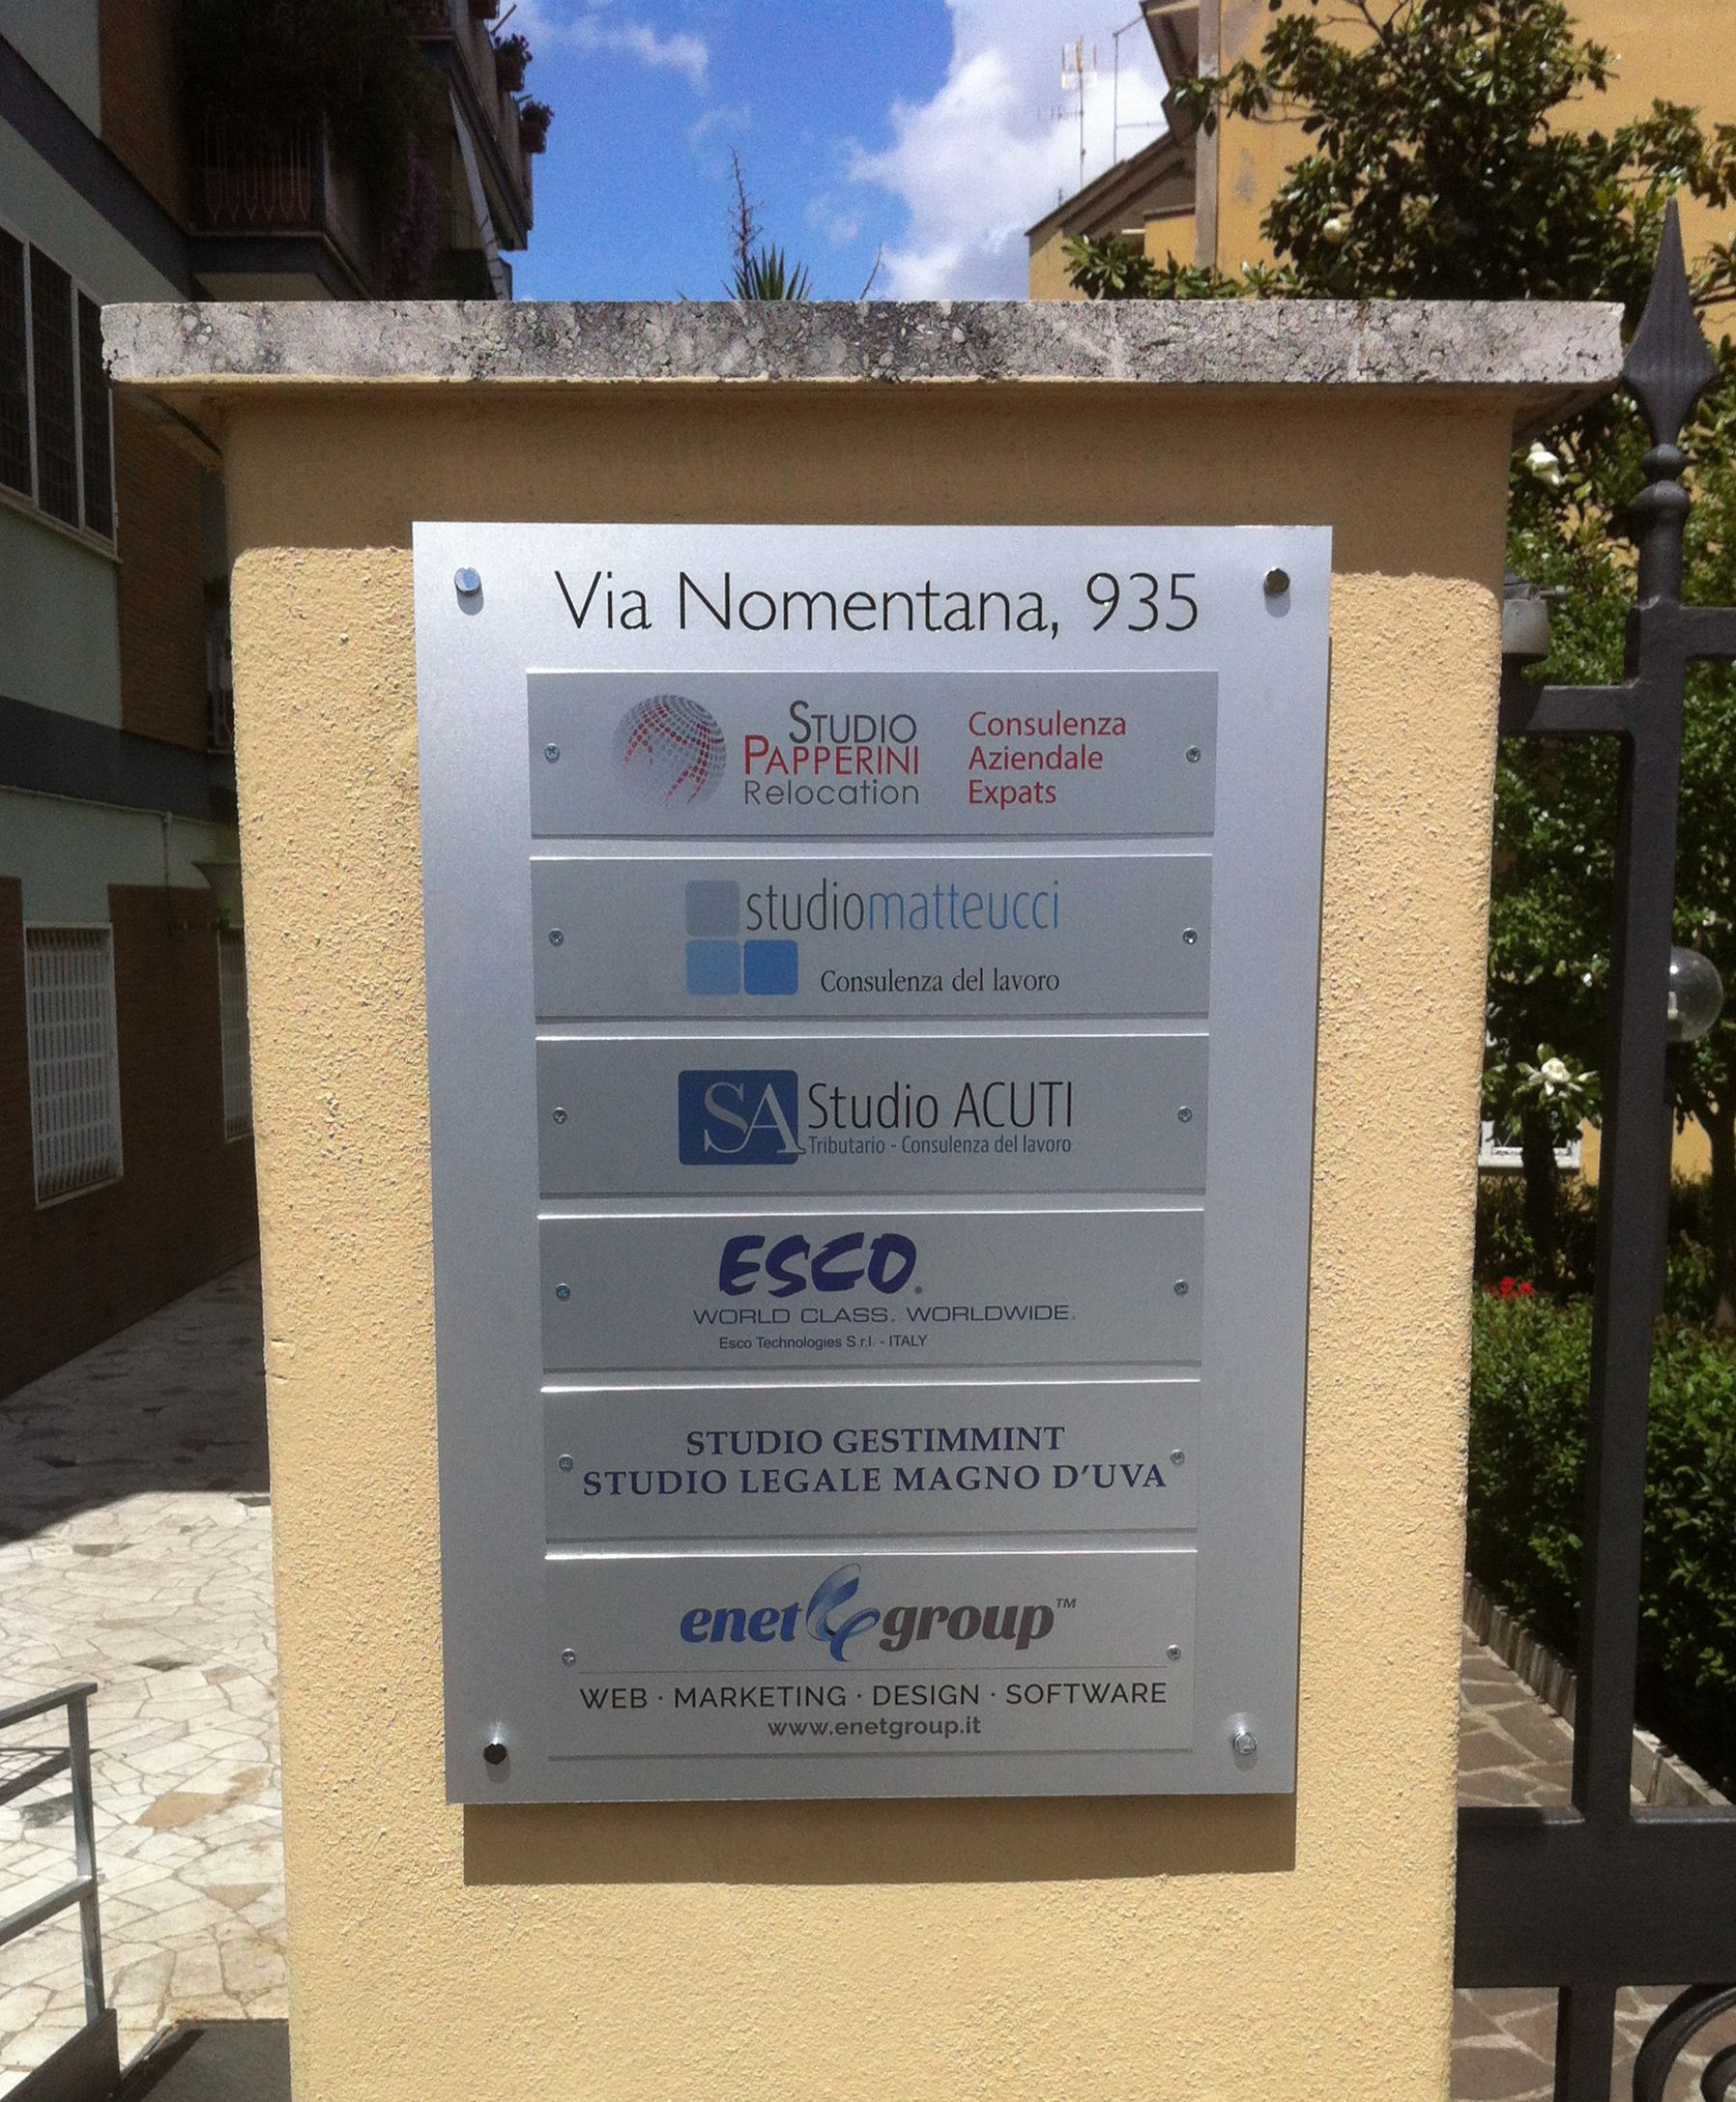 Via Nomentana, 935
STUDIO
PAPPERINI
Relocation
Consulenza
Aziendale
Expats
studiomatteucci
Consulenza del lavoro
SA
Studio ACUTI
Tributario - Consulenza del lavoro
ESCO®
WORLD CLASS. WORLDWIDE.
Esco Technologies S.r.l. - ITALY
STUDIO GESTIMMINT
STUDIO LEGALE MAGNO D'UVA
enet group™
WEB · MARKETING · DESIGN · SOFTWARE
www.enetgroup.it